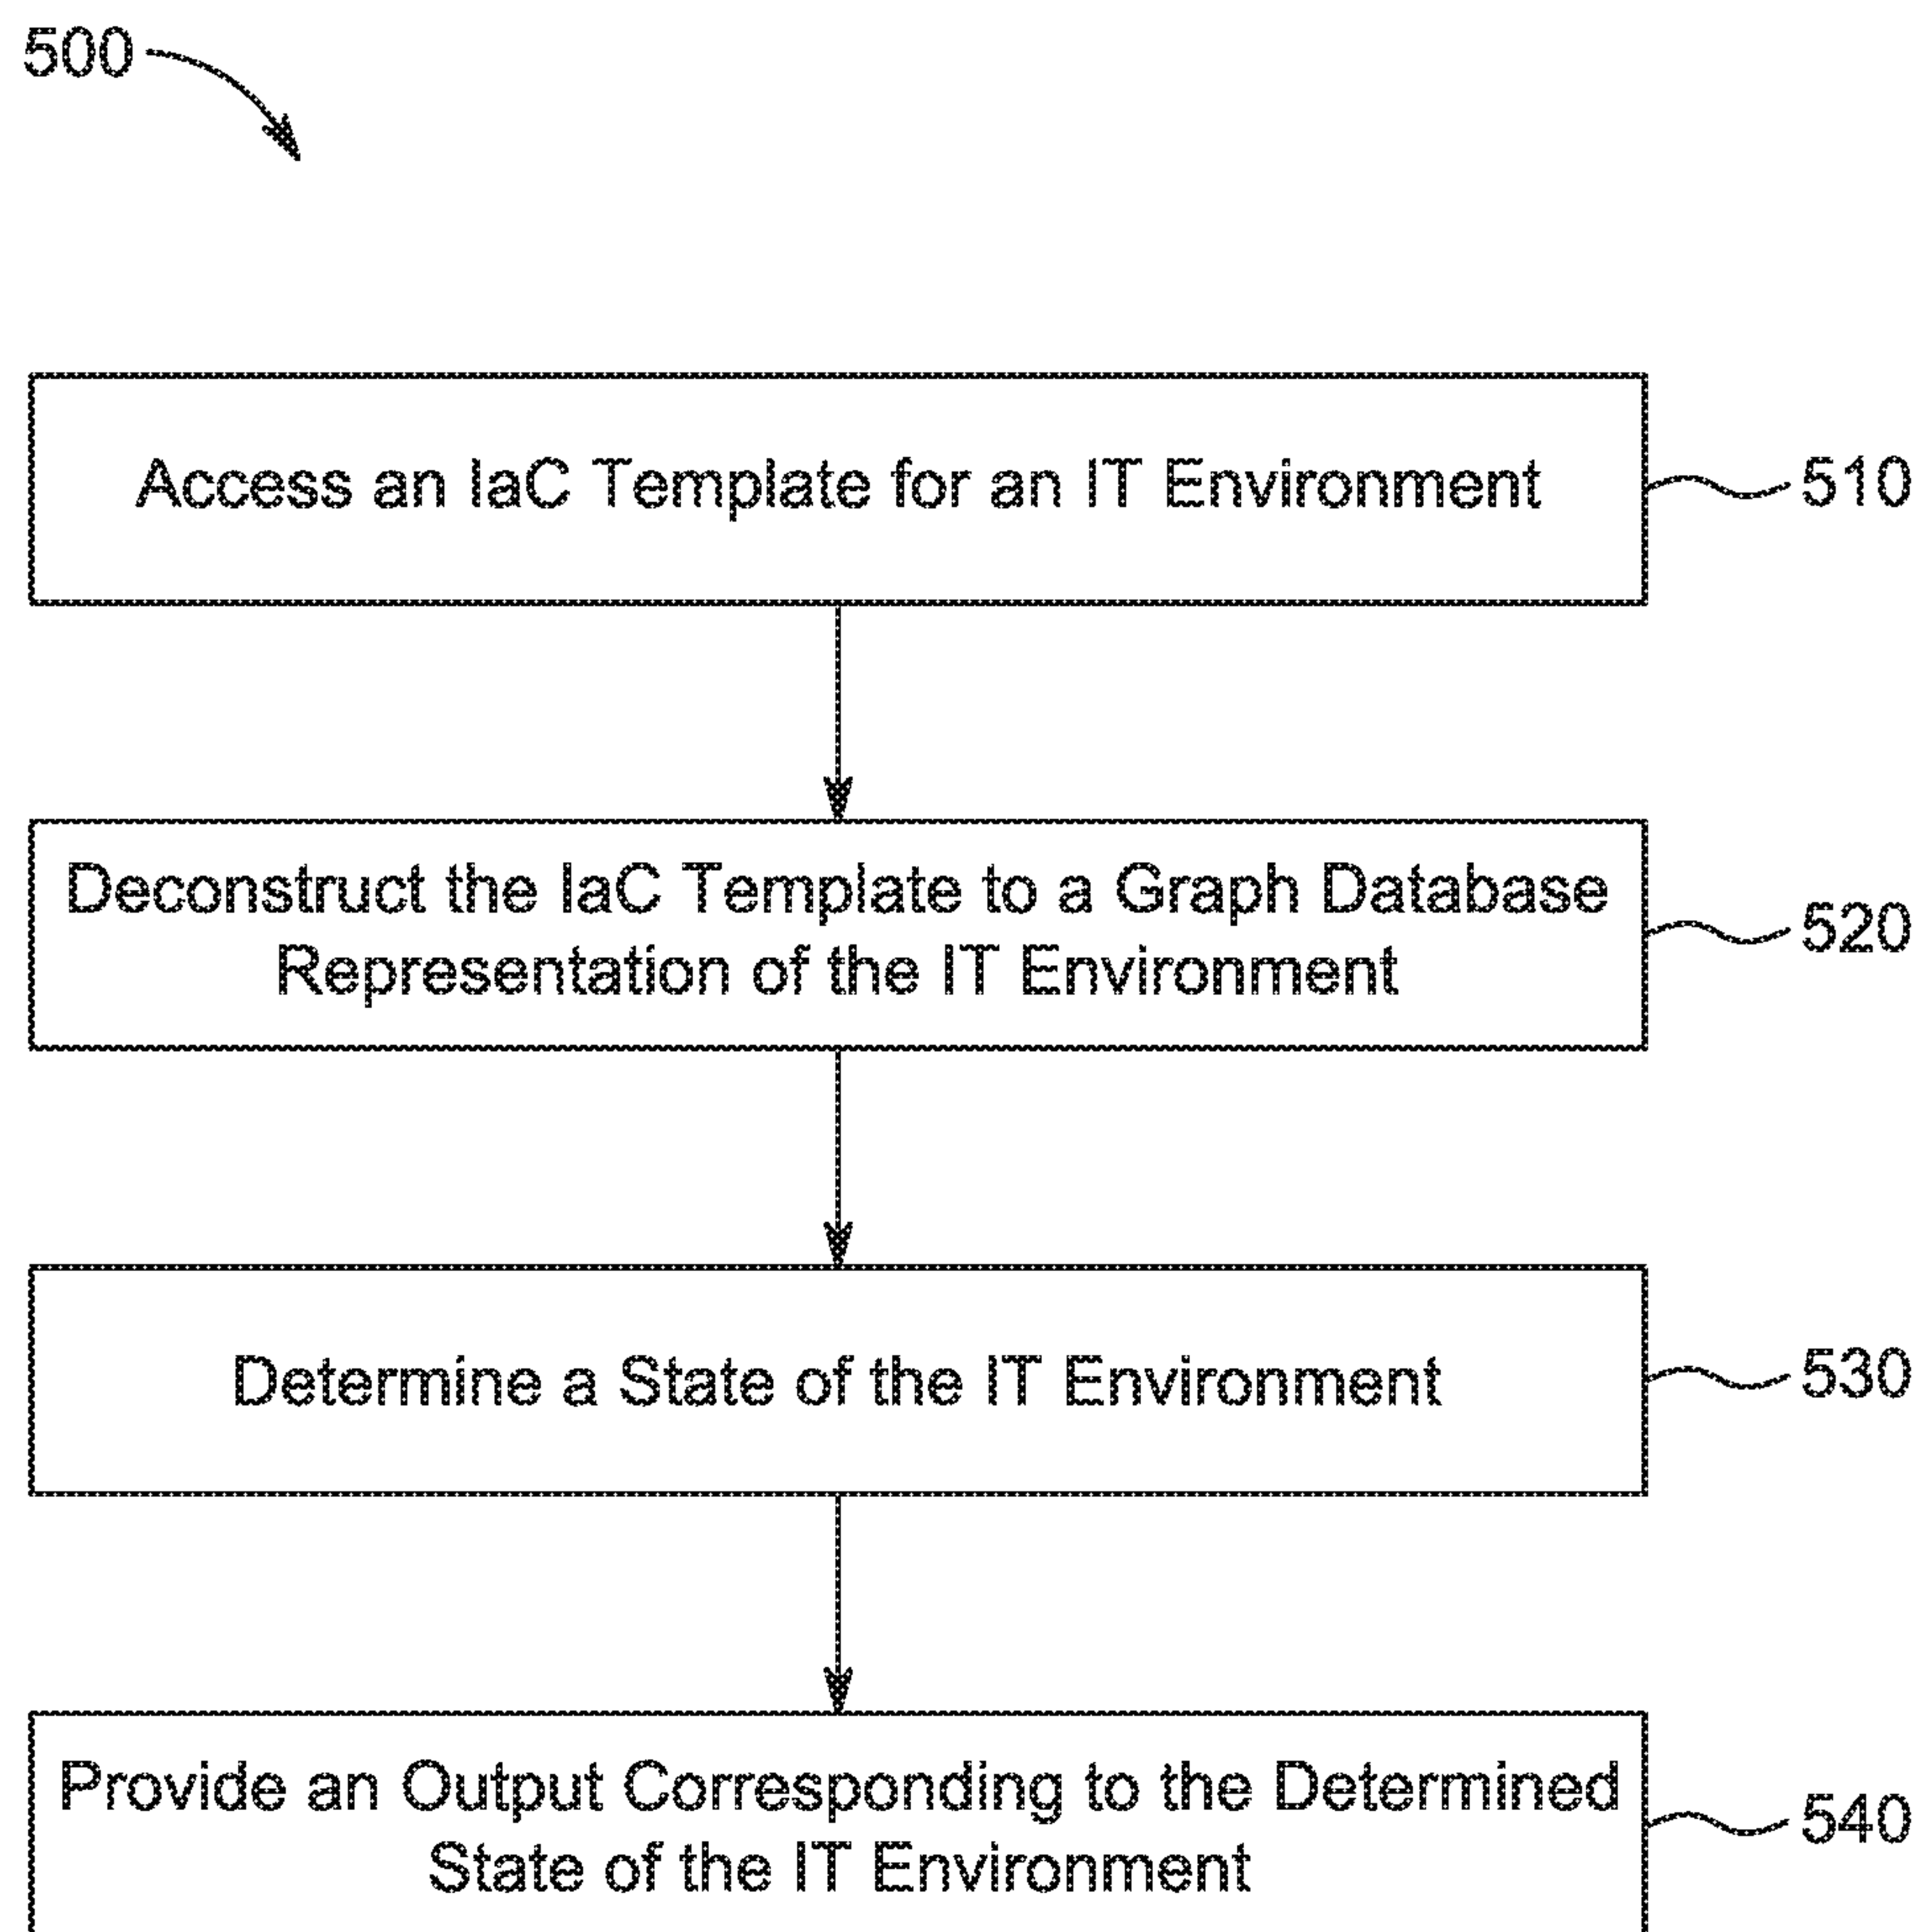 500
Access an IaC Template for an IT Environment
510
Deconstruct the IaC Template to a Graph Database
Representation of the IT Environment
520
Determine a State of the IT Environment
530
Provide an Output Corresponding to the Determined
State of the IT Environment
540